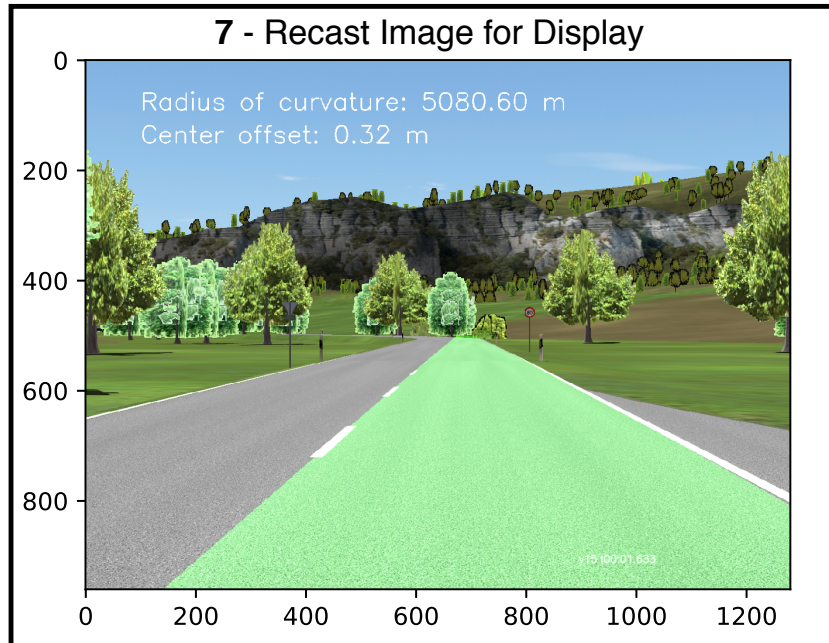 7 - Recast Image for Display
Radius of curvature: 5080.60 m
Center offset: 0.32 m
0
200
400
600
800
0 200 400 600 800 1000 1200